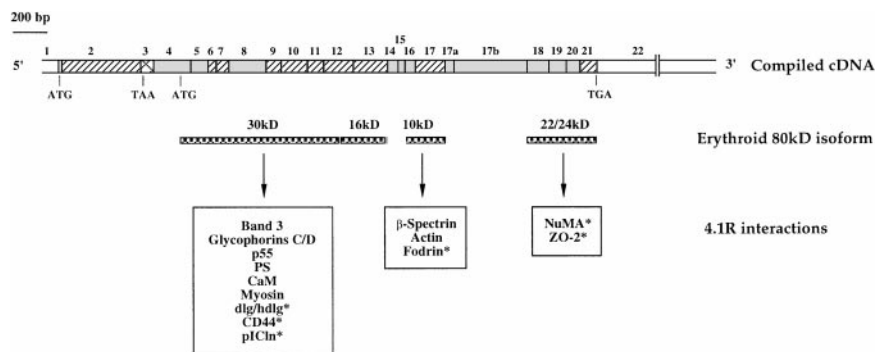 200 bp
1 2 3 4 5 6 7 8 9 10 11 12 13 14 15 16 17 17a 17b 18 19 20 21 22
5' 3' Compiled cDNA
ATG TAA ATG TGA
30kD 16kD 10kD 22/24kD
Erythroid 80kD isoform
4.1R interactions
Band 3
Glycophorins C/D
p55
PS
CaM
Myosin
dlg/hdlg*
CD44*
pICln*
β-Spectrin
Actin
Fodrin*
NuMA*
ZO-2*